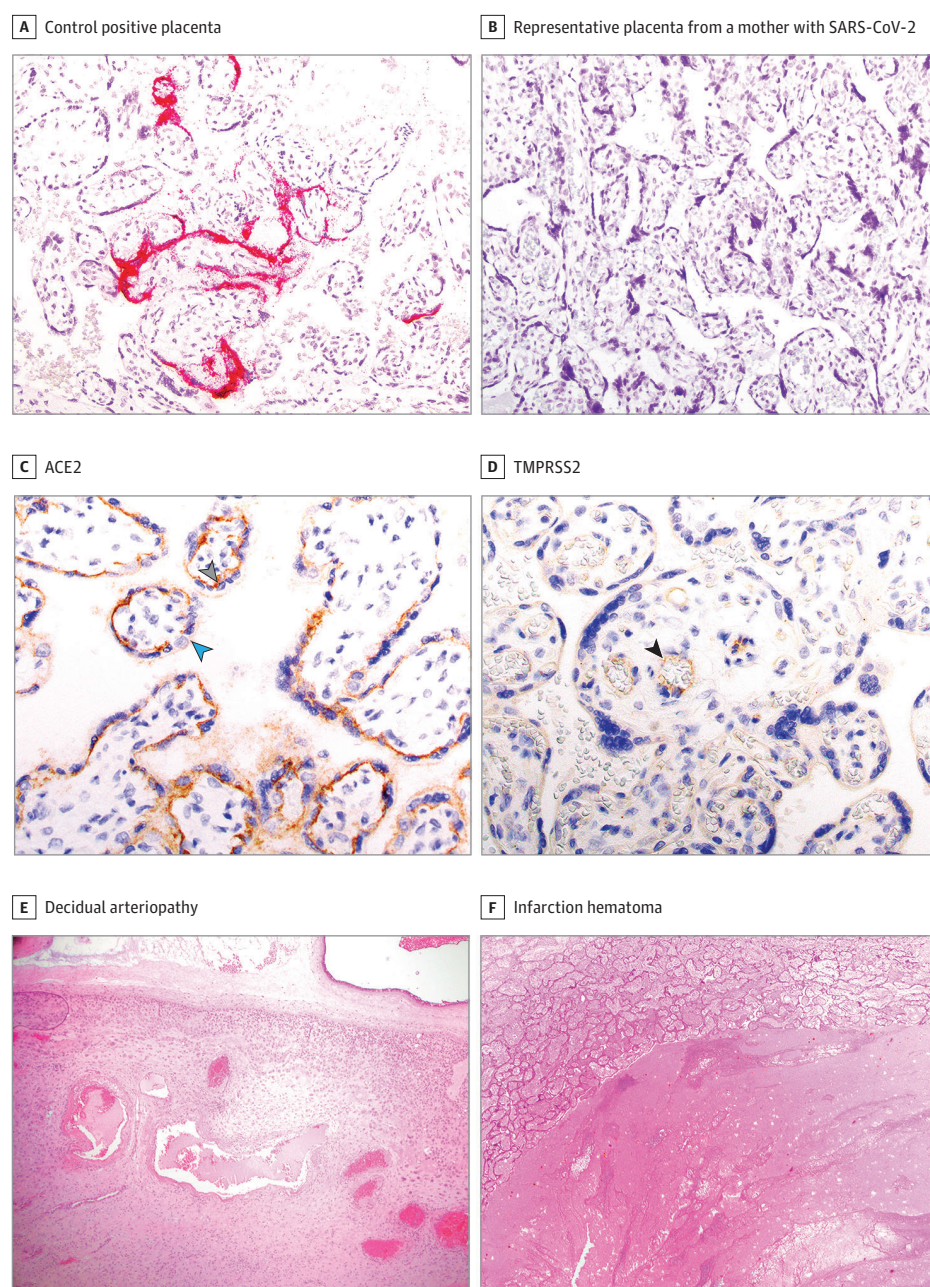 A Control positive placenta
B Representative placenta from a mother with SARS-CoV-2
C ACE2
D TMPRSS2
E Decidual arteriopathy
F Infarction hematoma